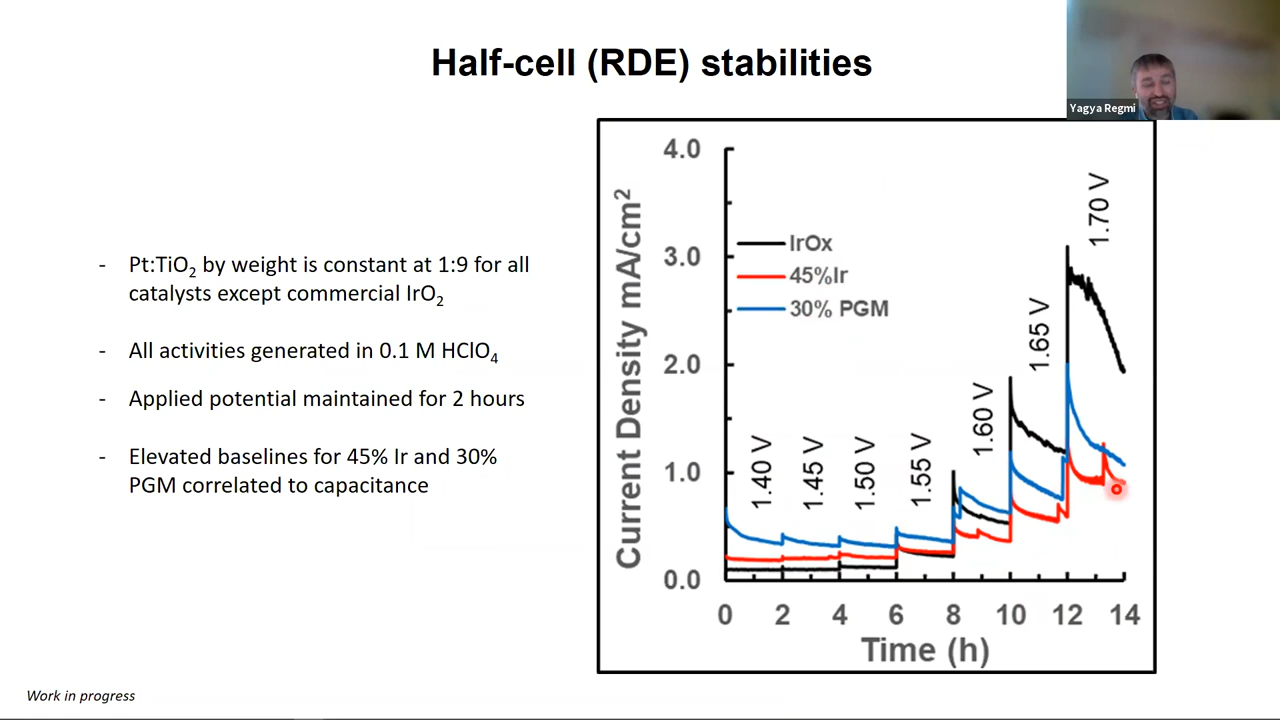 Half-cell (RDE) stabilities
Yagya Regmi
- Pt:TiO2 by weight is constant at 1:9 for all
catalysts except commercial IrO2
- All activities generated in 0.1 M HClO4
- Applied potential maintained for 2 hours
- Elevated baselines for 45% Ir and 30%
PGM correlated to capacitance
Current Density mA/cm2
4.0
3.0
2.0
1.0
0.0
IrOx
45%Ir
30% PGM
1.40 V
1.45 V
1.50 V
1.55 V
1.60 V
1.65 V
1.70 V
0 2 4 6 8 10 12 14
Time (h)
Work in progress